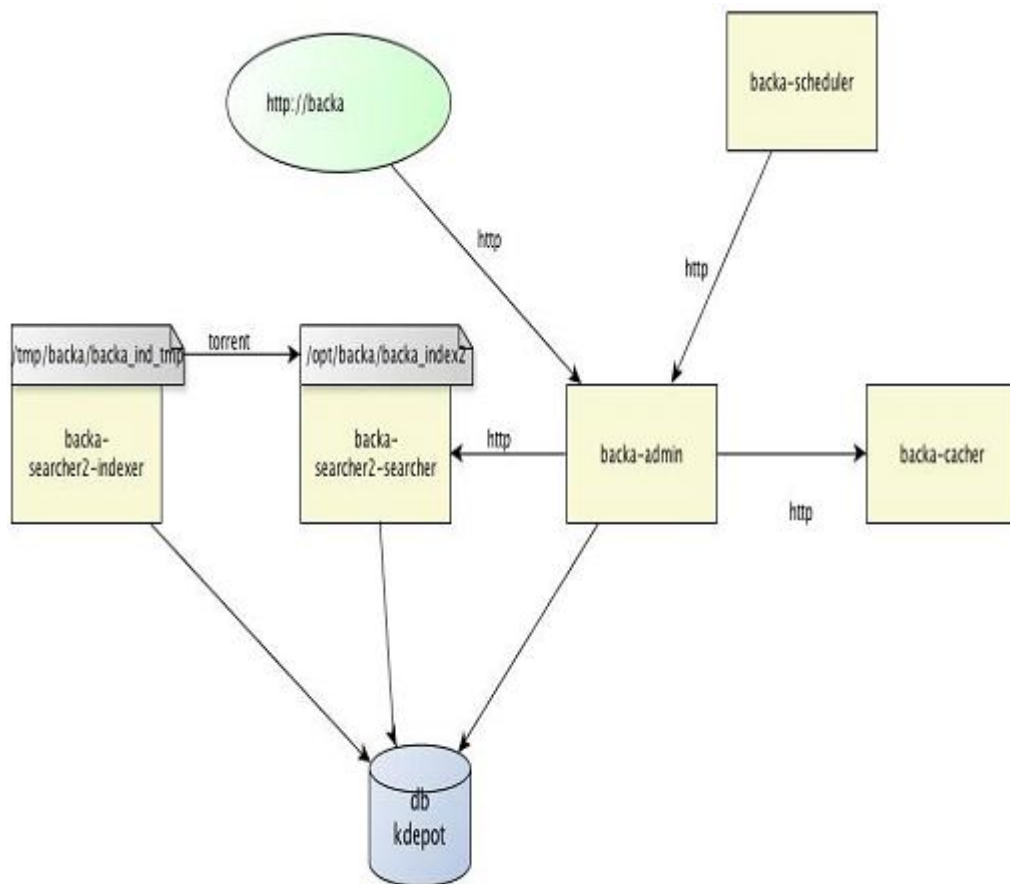 http://backa
backa-scheduler
http
http
/tmp/backa/backa_ind_tmp
torrent
/opt/backa/backa_index2
backa-
searcher2-indexer
backa-
searcher2-searcher
http
backa-admin
backa-cacher
http
db
kdepot